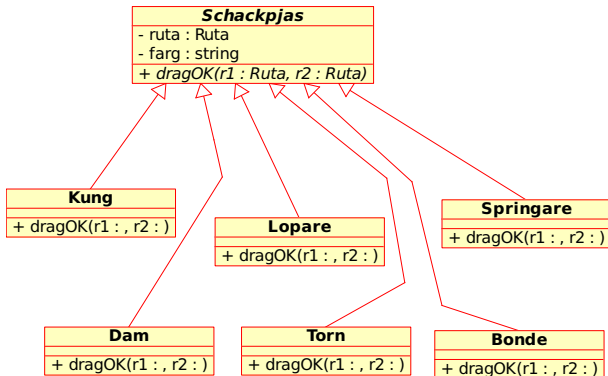 Schackpjas
- ruta : Ruta
- farg : string
+ dragOK(r1 : Ruta, r2 : Ruta)
Kung
+ dragOK(r1 : , r2 : )
Lopare
+ dragOK(r1 : , r2 : )
Springare
+ dragOK(r1 : , r2 : )
Dam
+ dragOK(r1 : , r2 : )
Torn
+ dragOK(r1 : , r2 : )
Bonde
+ dragOK(r1 : , r2 : )